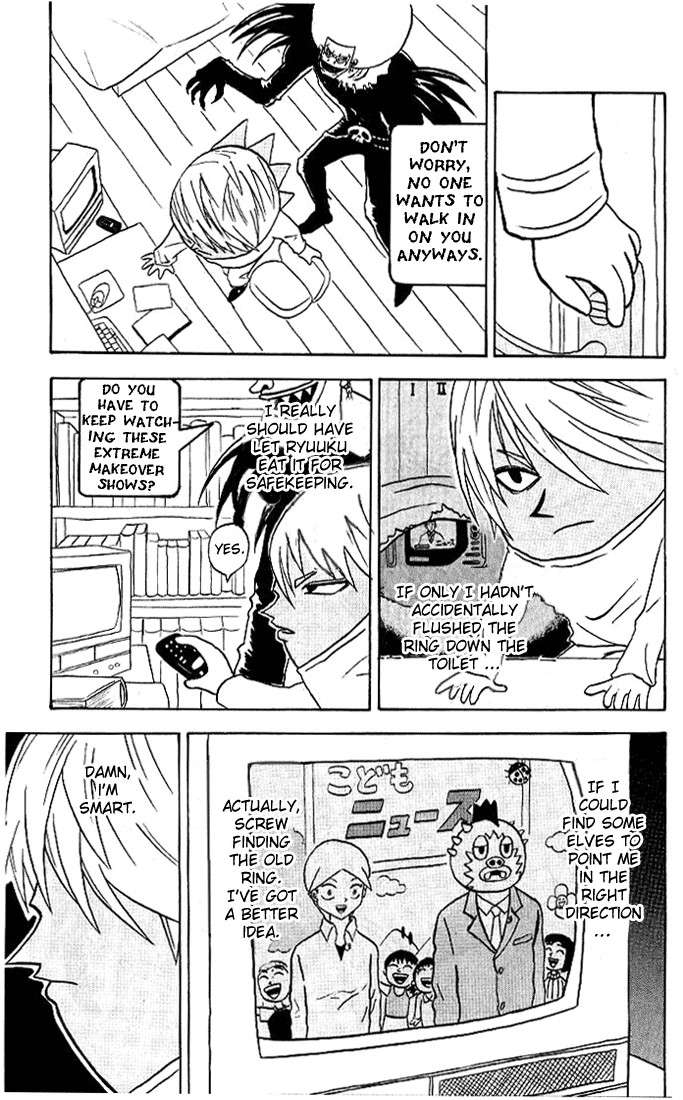 DON'T
WORRY,
NO ONE
WANTS TO
WALK IN
ON YOU
ANYWAYS.
I II
IF ONLY I HADN'T
ACCIDENTALLY
FLUSHED THE
RING DOWN THE
TOILET ...
I REALLY
SHOULD HAVE
LET RYUUKU
EAT IT FOR
SAFEKEEPING.
DO YOU
HAVE TO
KEEP WATCH-
ING THESE
EXTREME
MAKEOVER
SHOWS?
YES.
IF I
COULD
FIND SOME
ELVES TO
POINT ME
IN THE
RIGHT
DIRECTION
...
こども
ニュース
ACTUALLY,
SCREW
FINDING
THE OLD
RING.
I'VE GOT
A BETTER
IDEA.
DAMN,
I'M
SMART.